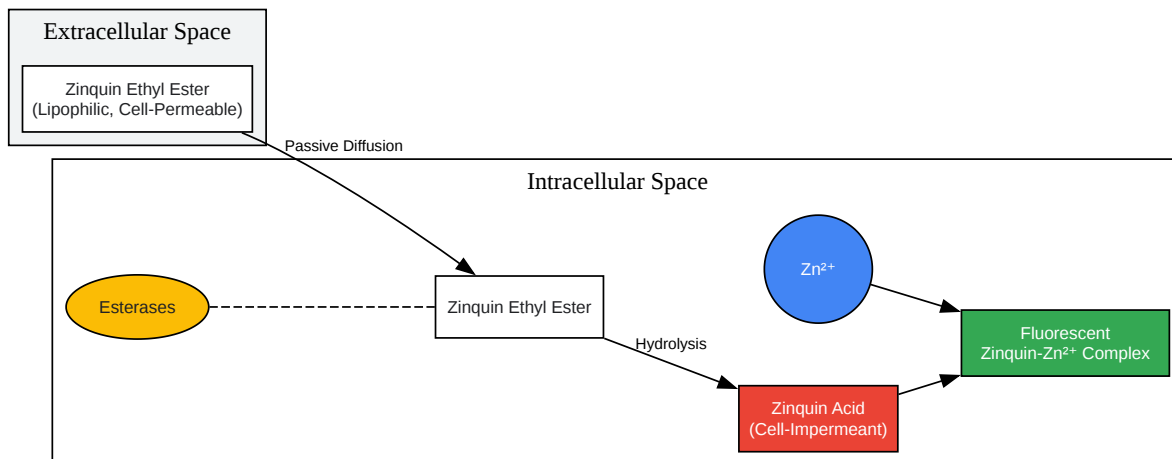 Extracellular Space
Zinquin Ethyl Ester
(Lipophilic, Cell-Permeable)
Passive Diffusion
Intracellular Space
Zn²⁺
Esterases
Zinquin Ethyl Ester
Hydrolysis
Fluorescent
Zinquin-Zn²⁺ Complex
Zinquin Acid
(Cell-Impermeant)